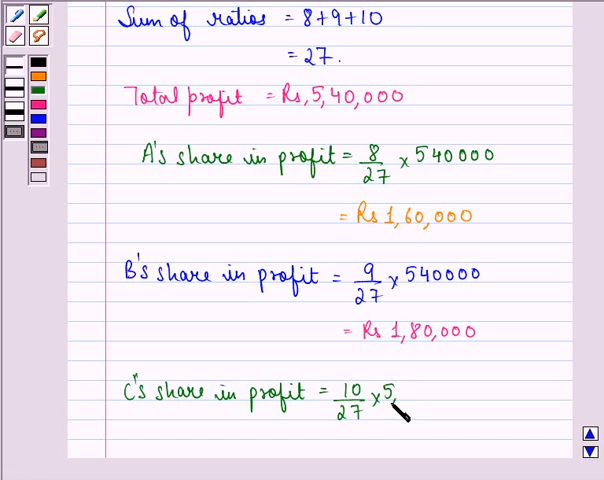 Sum of ratios = 8+9+10
= 27.
Total profit = Rs, 5,40,000
A's share in profit = 8/27 × 540000
= Rs 1,60,000
B's share in profit = 9/27 × 540000
= Rs 1,80,000
C's share in profit = 10/27 × 5